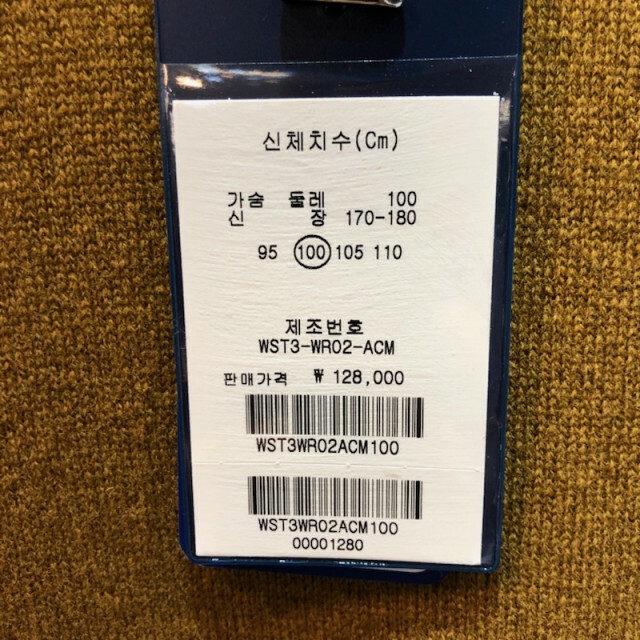 신체치수(Cm)
가슴 둘레 100
신 장 170-180
95 100 105 110
제조번호
WST3-WR02-ACM
판매가격 ₩ 128,000
WST3WR02ACM100
WST3WR02ACM100
00001280